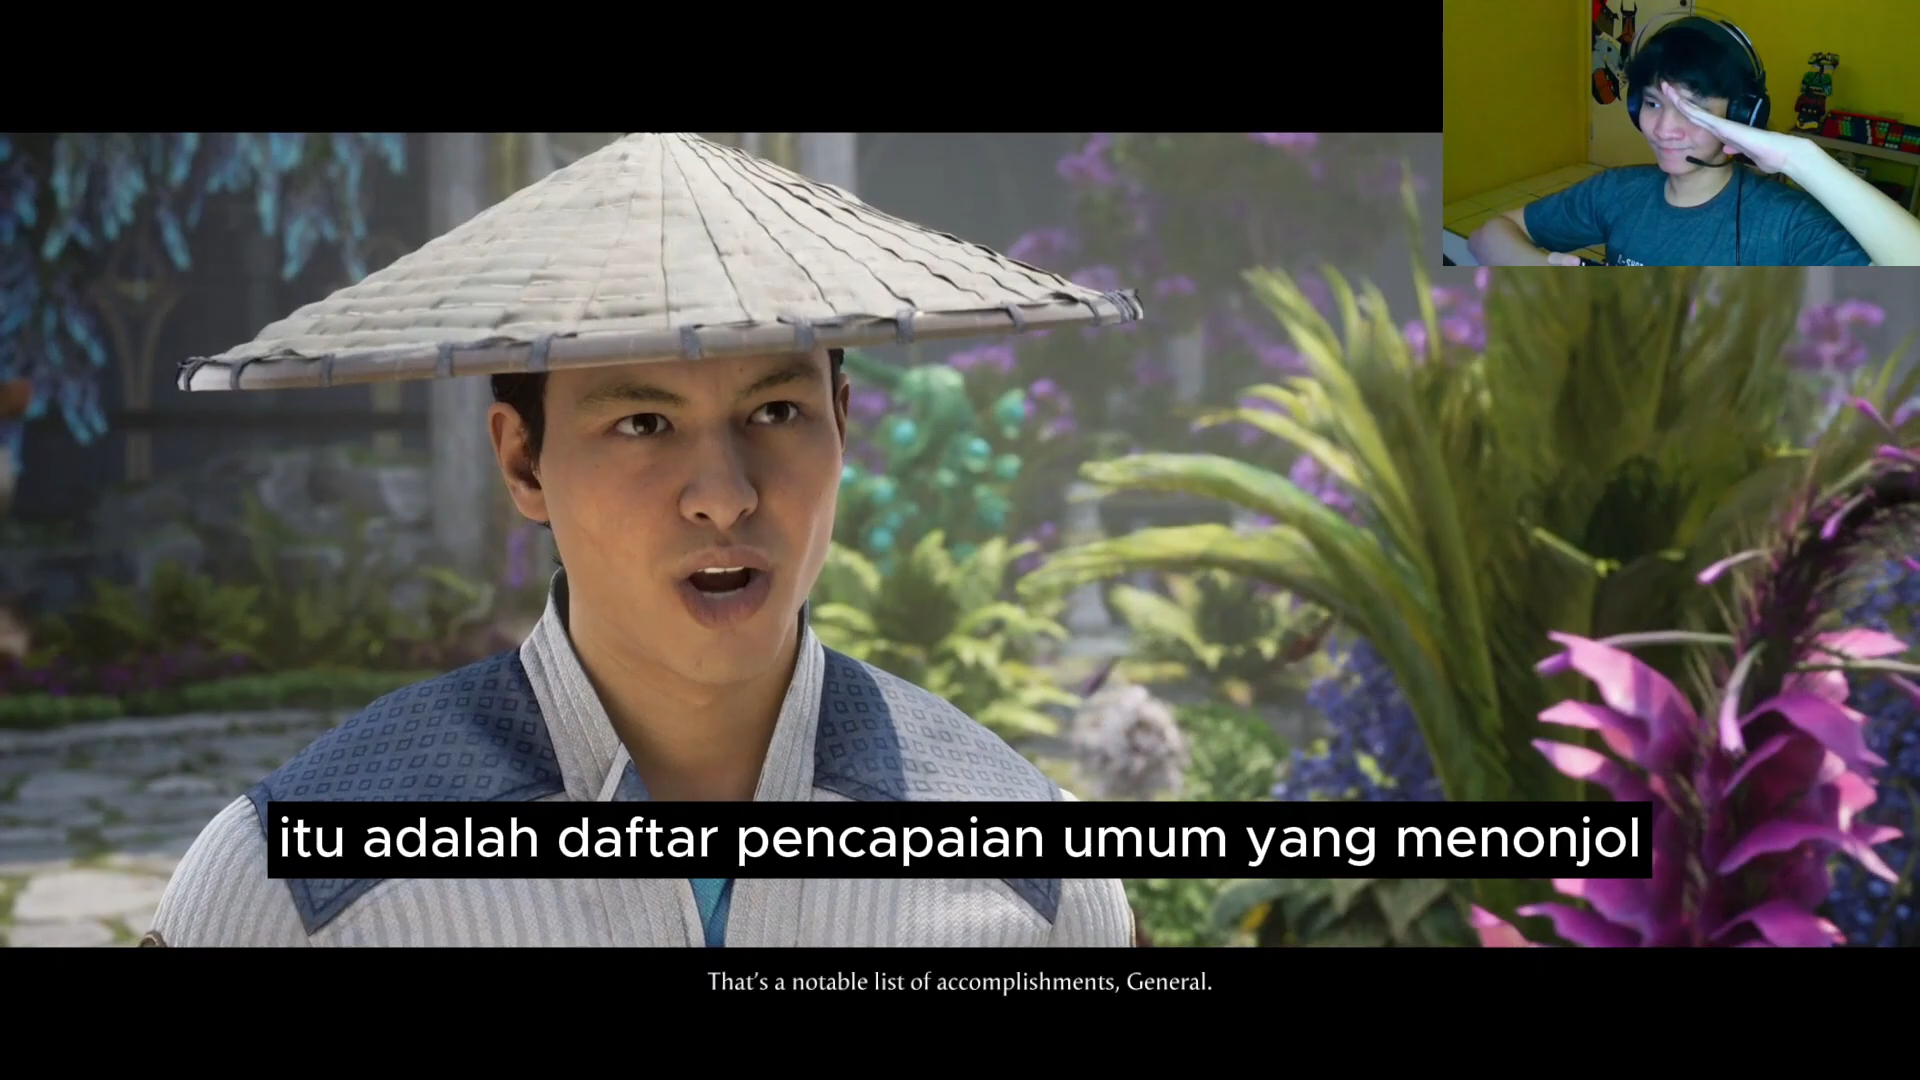 itu adalah daftar pencapaian umum yang menonjol
That's a notable list of accomplishments, General.